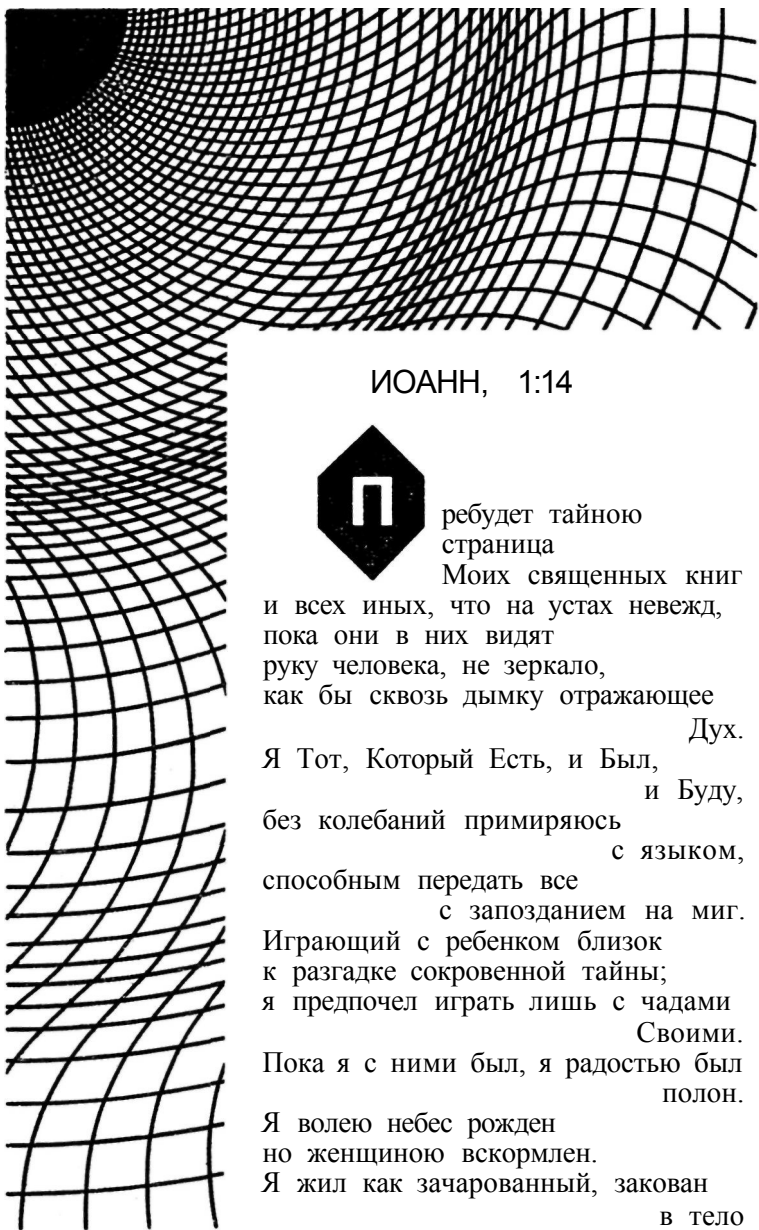 ИОАНН, 1:14
Пребудет тайною
страница
Моих священных книг
и всех иных, что на устах невежд,
пока они в них видят
руку человека, не зеркало,
как бы сквозь дымку отражающее
Дух.
Я Тот, Который Есть, и Был,
и Буду,
без колебаний примиряюсь
с языком,
способным передать все
с запозданием на миг.
Играющий с ребенком близок
к разгадке сокровенной тайны;
я предпочел играть лишь с чадами
Своими.
Пока я с ними был, я радостью был
полон.
Я волею небес рожден
но женщиною вскормлен.
Я жил как зачарованный, закован
в тело